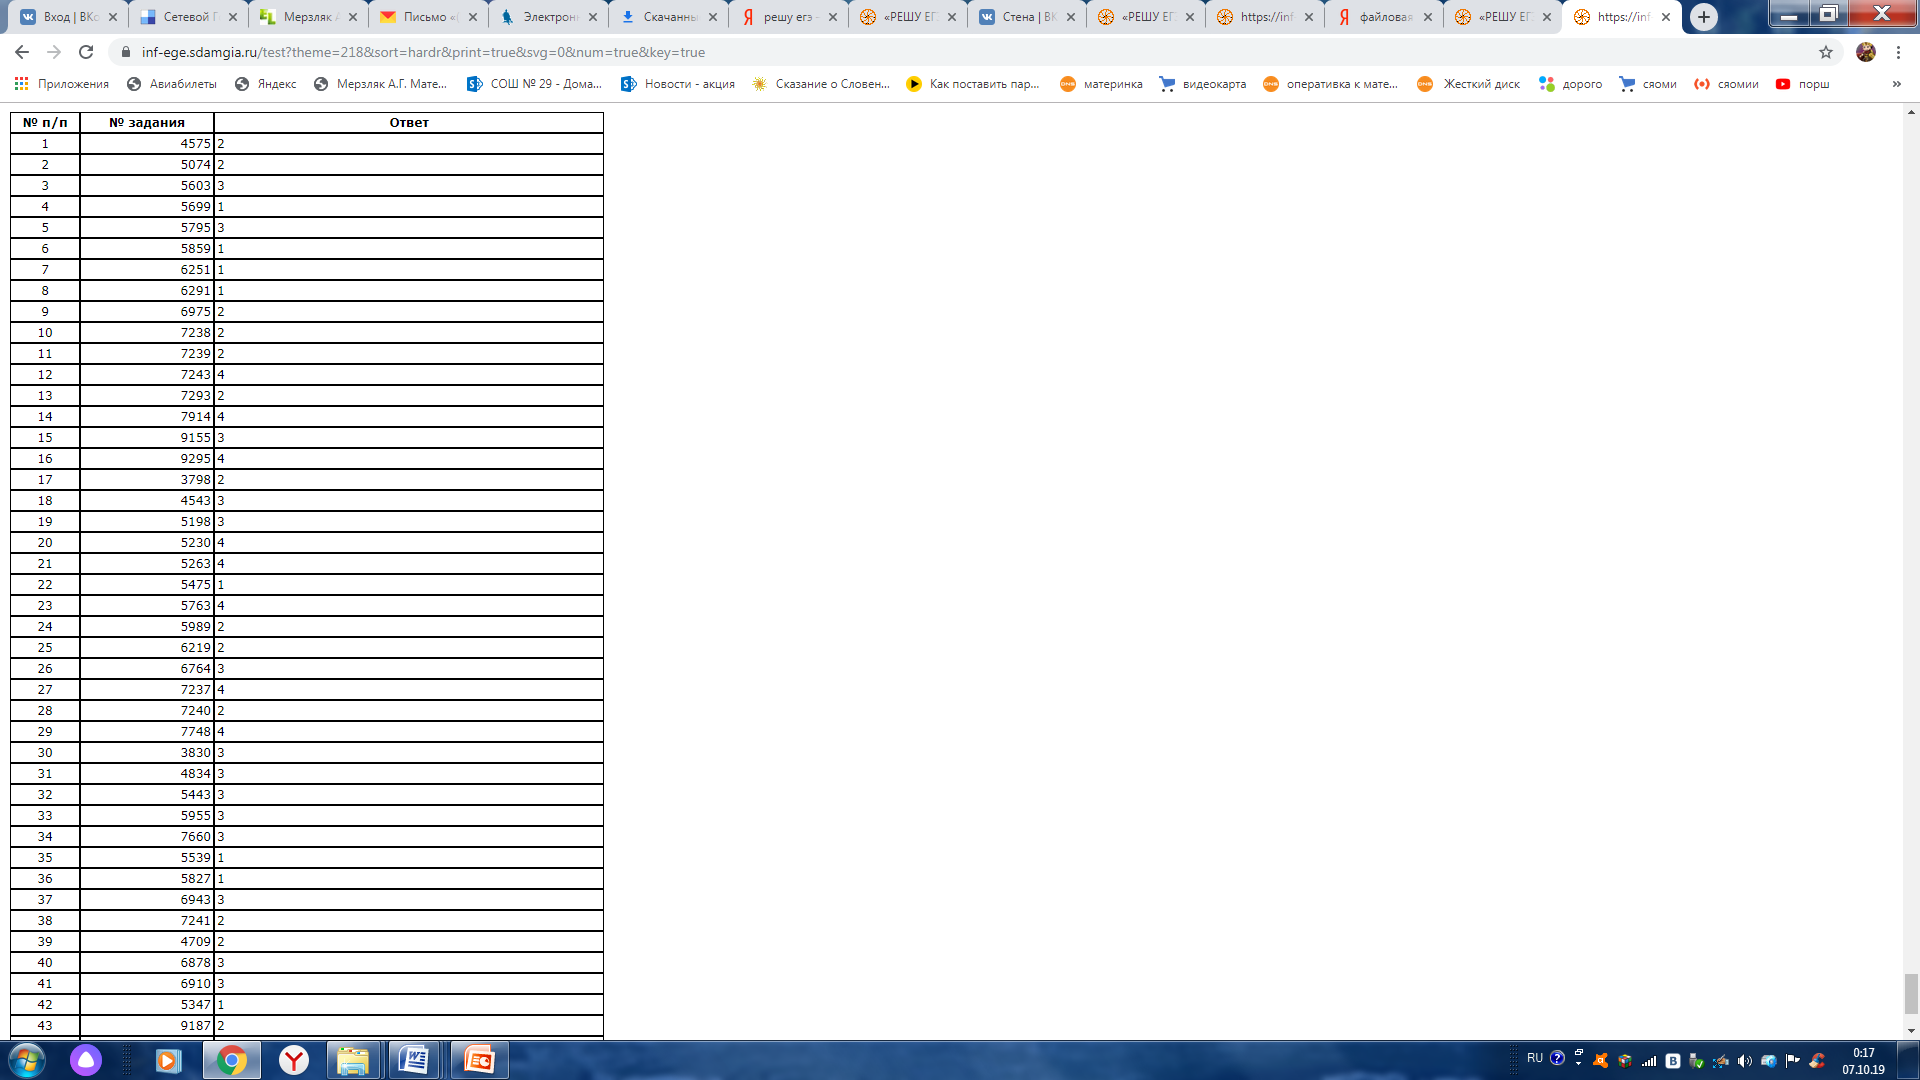 Вход | ВКо
Сетевой Г
Мерзляк А
Письмо «
Электрон
Скачанны
решу егэ -
«РЕШУ ЕГ
Стена | ВК
«РЕШУ ЕГ
https://inf
файловая
«РЕШУ ЕГ
https://inf
inf-ege.sdamgia.ru/test?theme=218&sort=hardr&print=true&svg=0&num=true&key=true
Приложения Авиабилеты Яндекс Мерзляк А.Г. Мате... СОШ № 29 - Дома... Новости - акция Сказание о Словен... Как поставить пар... материнка видеокарта оперативка к мате... Жесткий диск дорого сяоми сяомии порш »
№ п/п № задания Ответ
1 4575 2
2 5074 2
3 5603 3
4 5699 1
5 5795 3
6 5859 1
7 6251 1
8 6291 1
9 6975 2
10 7238 2
11 7239 2
12 7243 4
13 7293 2
14 7914 4
15 9155 3
16 9295 4
17 3798 2
18 4543 3
19 5198 3
20 5230 4
21 5263 4
22 5475 1
23 5763 4
24 5989 2
25 6219 2
26 6764 3
27 7237 4
28 7240 2
29 7748 4
30 3830 3
31 4834 3
32 5443 3
33 5955 3
34 7660 3
35 5539 1
36 5827 1
37 6943 3
38 7241 2
39 4709 2
40 6878 3
41 6910 3
42 5347 1
43 9187 2
RU
0:17
07.10.19